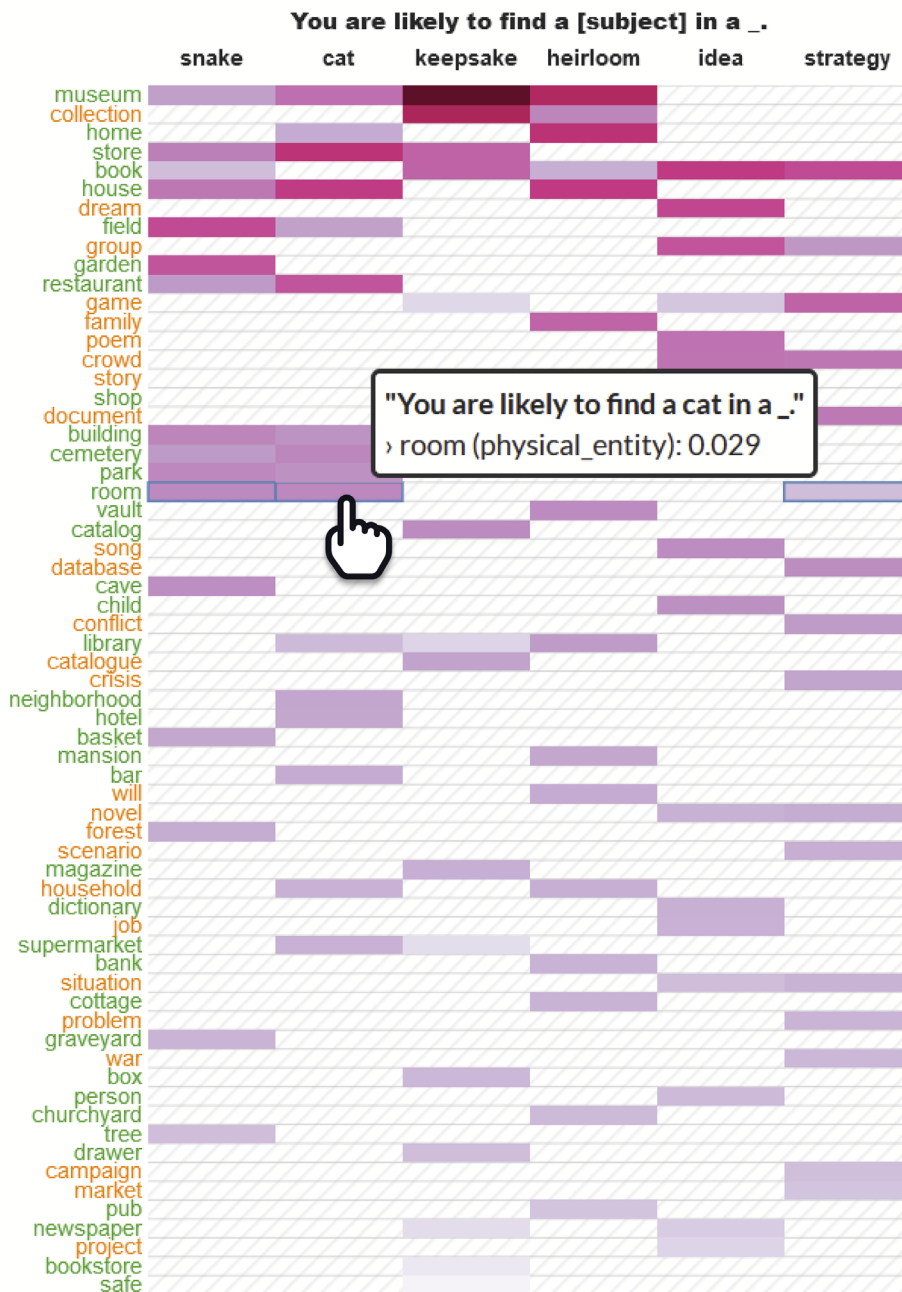 You are likely to find a [subject] in a _.
snake cat keepsake heirloom idea strategy
museum
collection
home
store
book
house
dream
field
group
garden
restaurant
game
family
poem
crowd
story
shop
document
"You are likely to find a cat in a _."
› room (physical_entity): 0.029
building
cemetery
park
room
vault
catalog
song
database
cave
child
conflict
library
catalogue
crisis
neighborhood
hotel
basket
mansion
bar
will
novel
forest
scenario
magazine
household
dictionary
job
supermarket
bank
situation
cottage
problem
graveyard
war
box
person
churchyard
tree
drawer
campaign
market
pub
newspaper
project
bookstore
safe